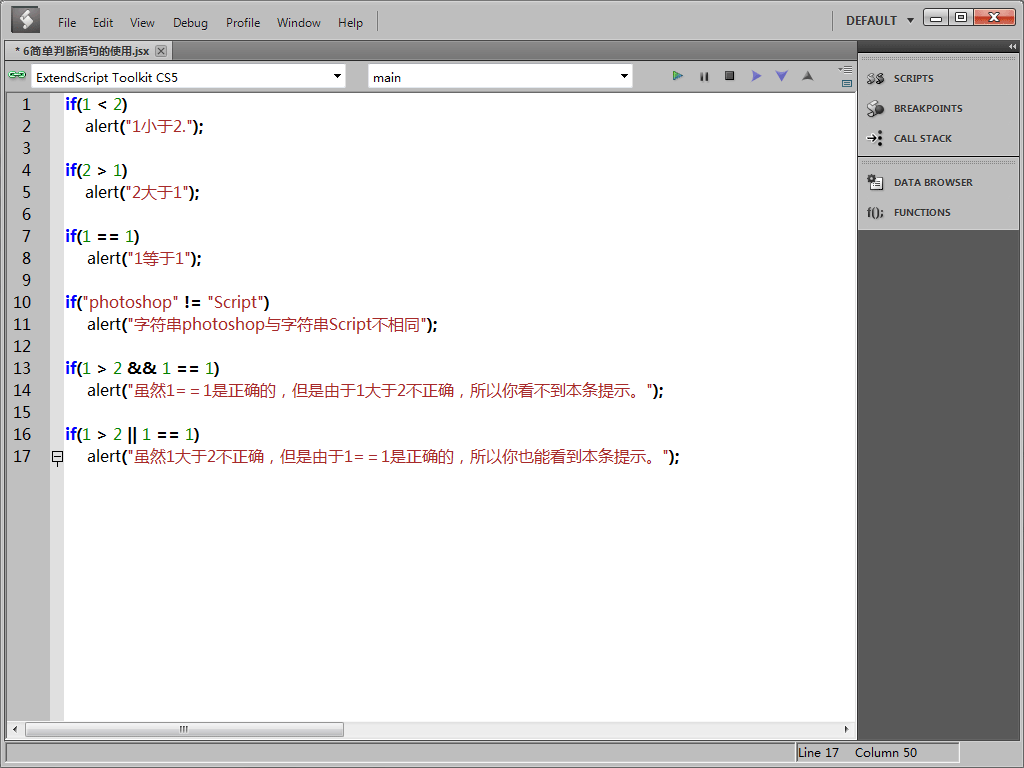 File Edit View Debug Profile Window Help DEFAULT
* 6简单判断语句的使用.jsx
ExtendScript Toolkit CS5 main
SCRIPTS
BREAKPOINTS
CALL STACK
DATA BROWSER
f(); FUNCTIONS
1 if(1 < 2)
2 alert("1小于2.");
3
4 if(2 > 1)
5 alert("2大于1");
6
7 if(1 == 1)
8 alert("1等于1");
9
10 if("photoshop" != "Script")
11 alert("字符串photoshop与字符串Script不相同");
12
13 if(1 > 2 && 1 == 1)
14 alert("虽然1=＝1是正确的，但是由于1大于2不正确，所以你看不到本条提示。");
15
16 if(1 > 2 || 1 == 1)
17 alert("虽然1大于2不正确，但是由于1=＝1是正确的，所以你也能看到本条提示。");
Line 17 Column 50